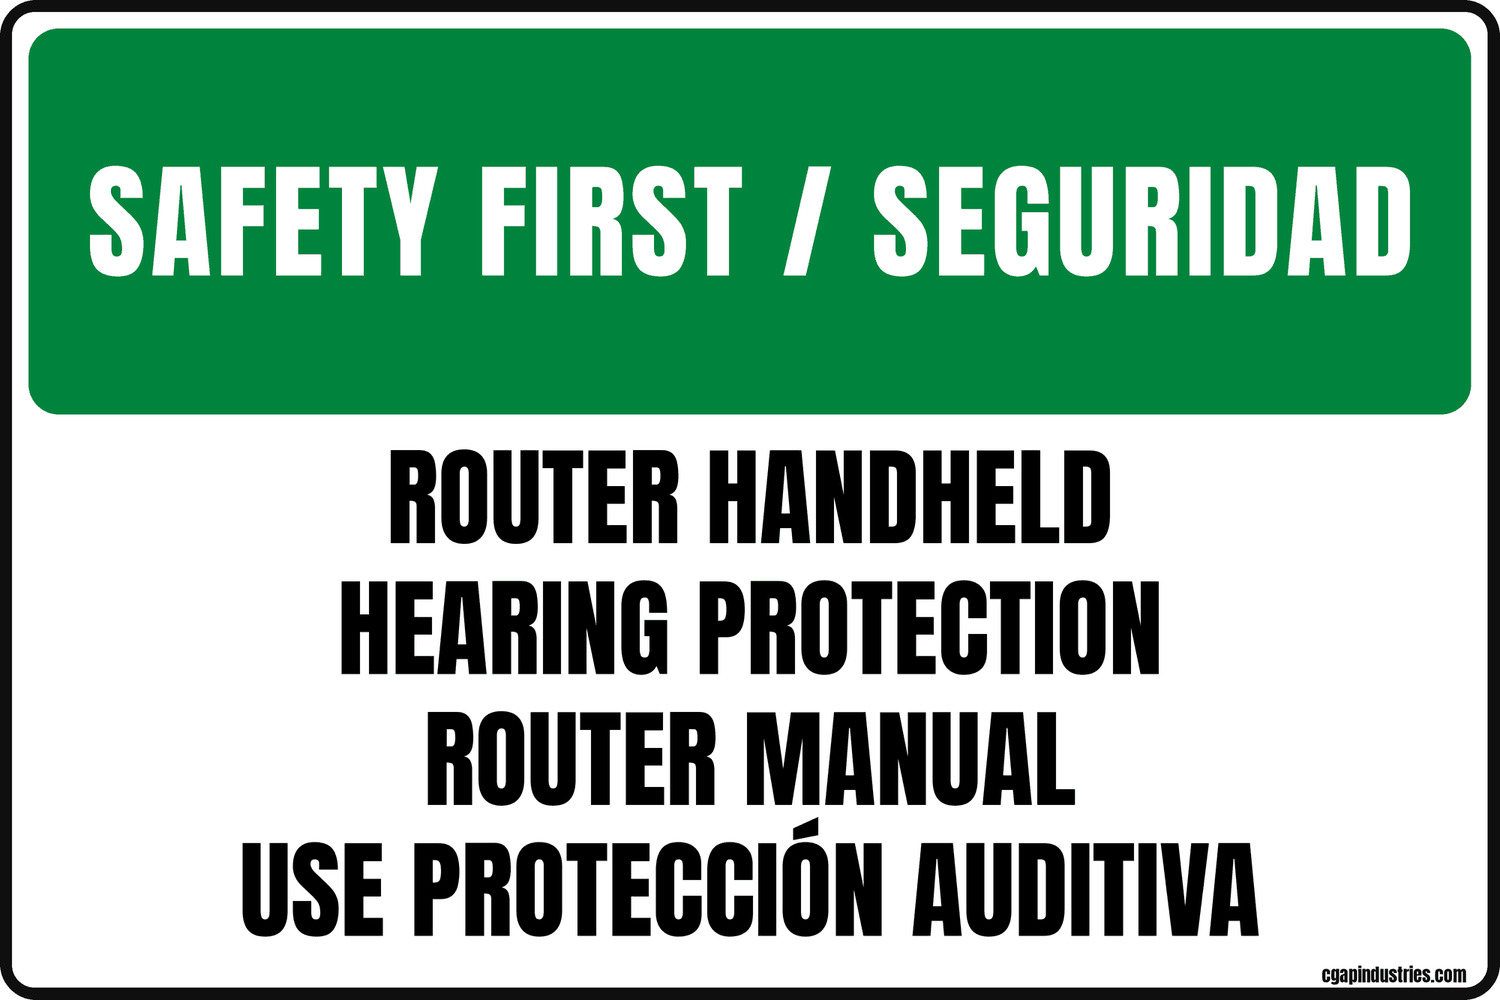 SAFETY FIRST / SEGURIDAD
ROUTER HANDHELD
HEARING PROTECTION
ROUTER MANUAL
USE PROTECCIÓN AUDITIVA
cgapindustries.com